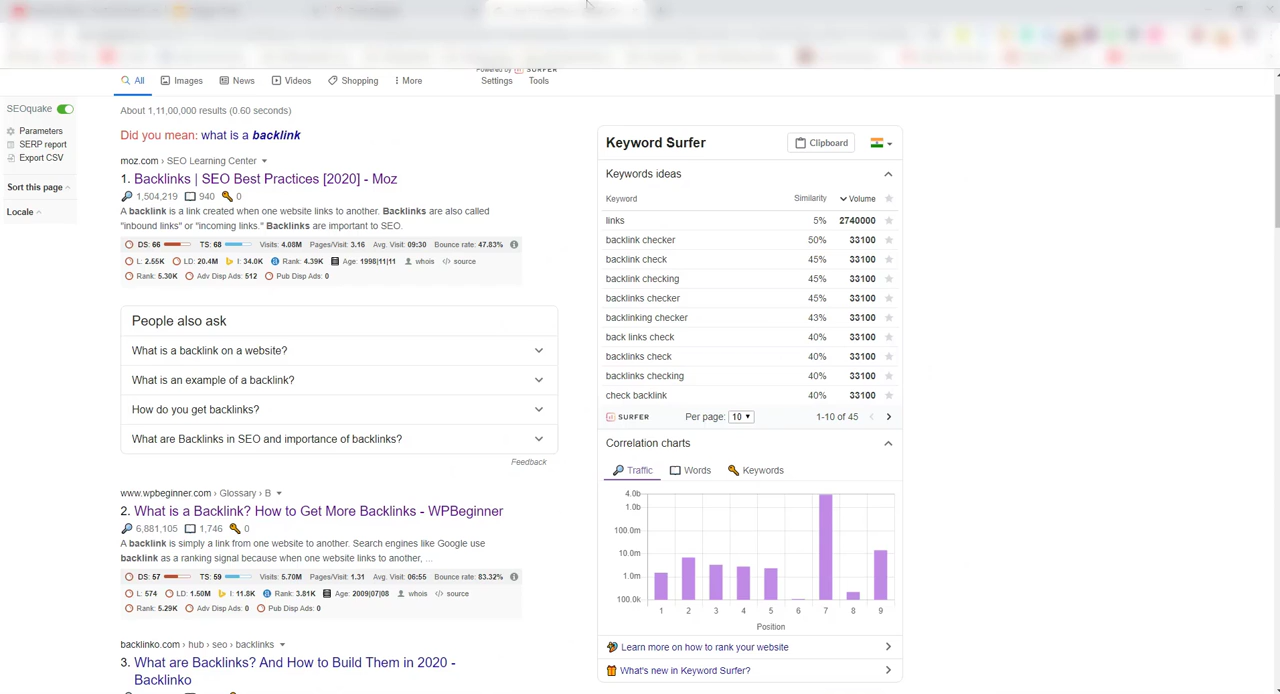 All Images News Videos Shopping More Settings Tools
Powered by SURFER
About 1,11,00,000 results (0.60 seconds)
Did you mean: what is a backlink
SEOquake
Parameters
SERP report
Export CSV
Sort this page
Locale
moz.com › SEO Learning Center
1. Backlinks | SEO Best Practices [2020] - Moz
1,504,219 940 0
A backlink is a link created when one website links to another. Backlinks are also called
"inbound links" or "incoming links." Backlinks are important to SEO.
DS: 66 TS: 68 Visits: 4.08M Pages/Visit: 3.16 Avg. Visit: 09:30 Bounce rate: 47.83%
L: 2.55K LD: 20.4M I: 34.0K Rank: 4.39K Age: 1998|11|11 whois source
Rank: 5.30K Adv Disp Ads: 512 Pub Disp Ads: 0
People also ask
What is a backlink on a website?
What is an example of a backlink?
How do you get backlinks?
What are Backlinks in SEO and importance of backlinks?
Feedback
www.wpbeginner.com › Glossary › B
2. What is a Backlink? How to Get More Backlinks - WPBeginner
6,881,105 1,746 0
A backlink is simply a link from one website to another. Search engines like Google use
backlink as a ranking signal because when one website links to another, ...
DS: 57 TS: 59 Visits: 5.70M Pages/Visit: 1.31 Avg. Visit: 06:55 Bounce rate: 83.32%
L: 574 LD: 1.50M I: 11.8K Rank: 3.81K Age: 2009|07|08 whois source
Rank: 5.29K Adv Disp Ads: 0 Pub Disp Ads: 0
backlinko.com › hub › seo › backlinks
3. What are Backlinks? And How to Build Them in 2020 -
Backlinko
Keyword Surfer Clipboard
Keywords ideas
Keyword Similarity Volume
links 5% 2740000
backlink checker 50% 33100
backlink check 45% 33100
backlink checking 45% 33100
backlinks checker 45% 33100
backlinking checker 43% 33100
back links check 40% 33100
backlinks check 40% 33100
backlinks checking 40% 33100
check backlink 40% 33100
SURFER Per page: 10 1-10 of 45
Correlation charts
Traffic Words Keywords
4.0b
1.0b
100.0m
10.0m
1.0m
100.0k
1 2 3 4 5 6 7 8 9
Position
Learn more on how to rank your website
What's new in Keyword Surfer?